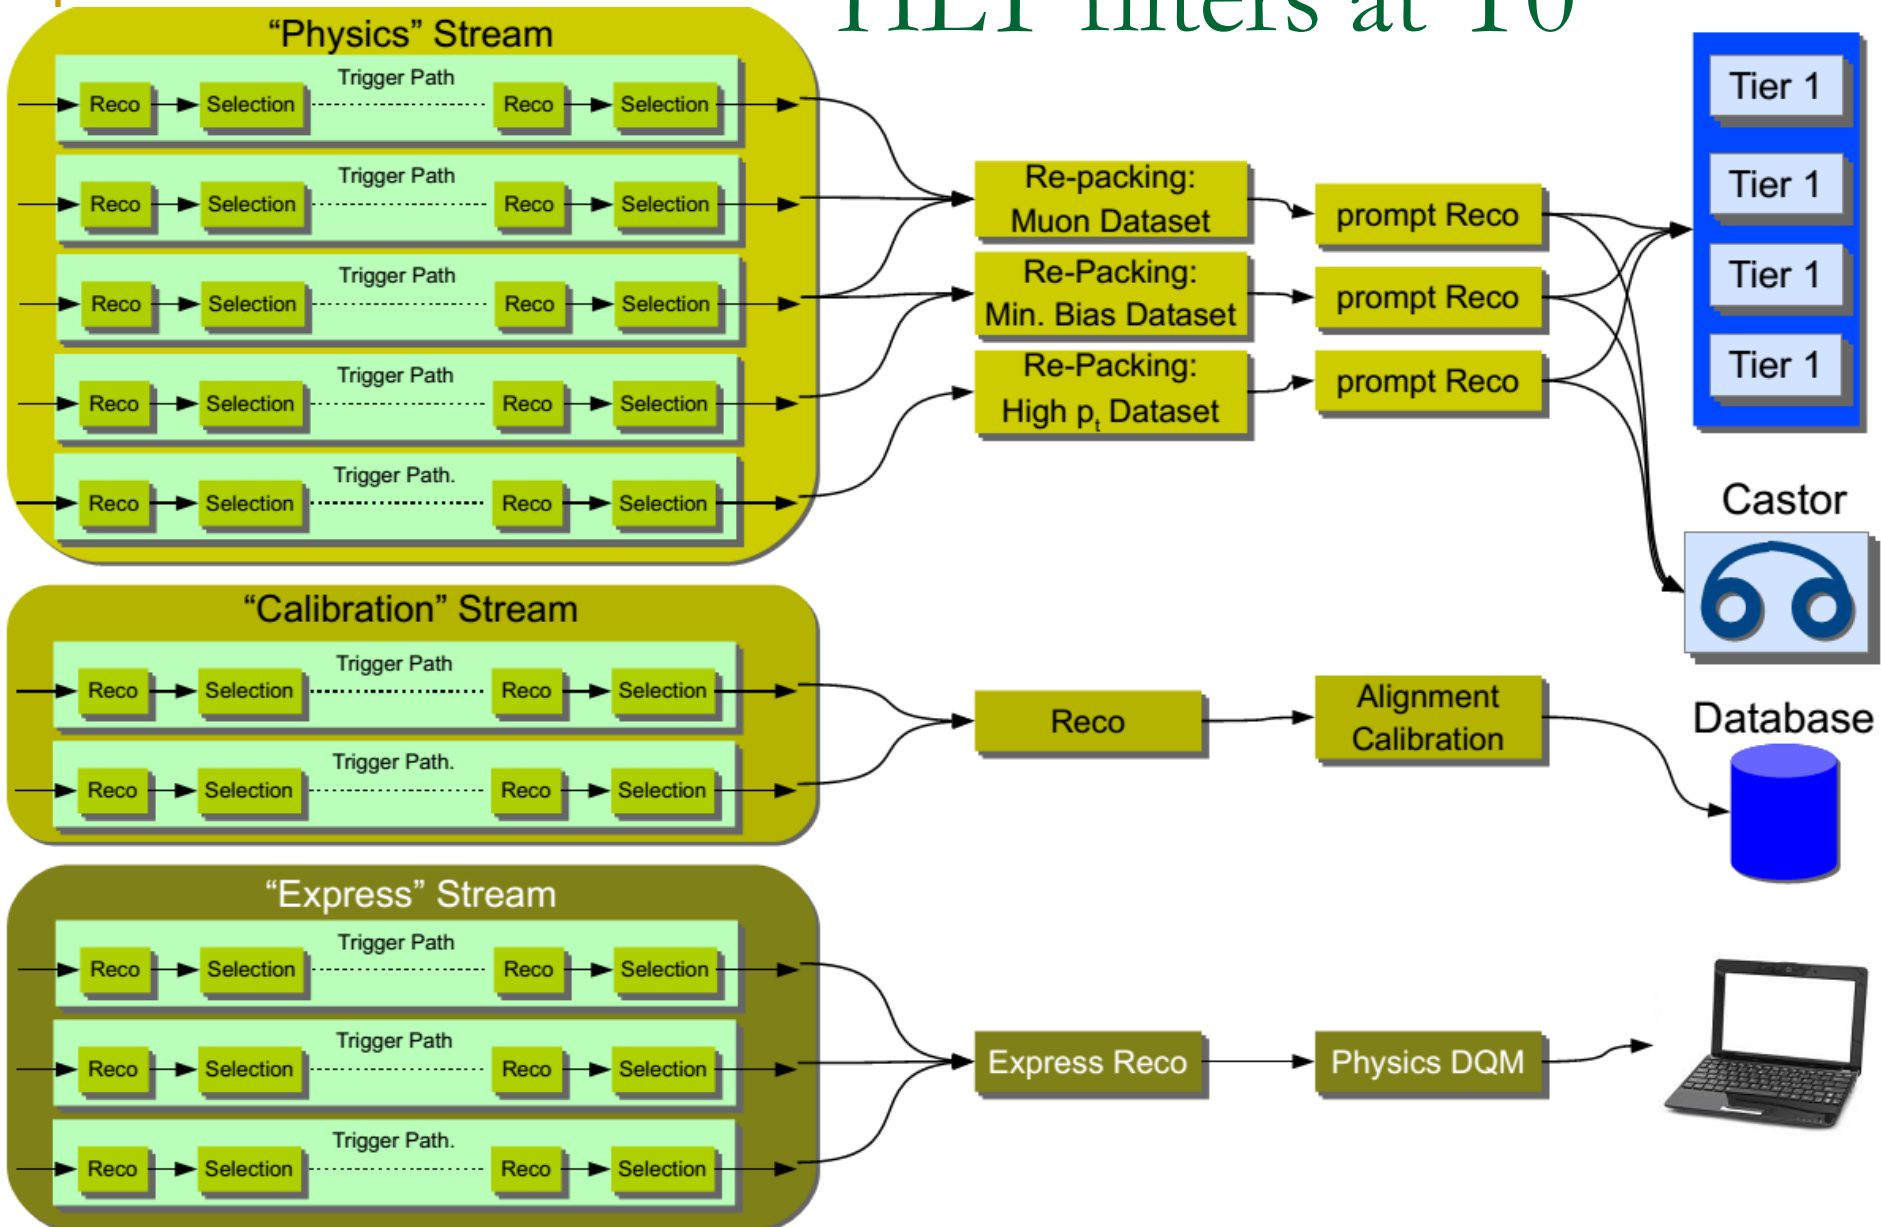 HLT filters at T0
“Physics” Stream
Trigger Path
Reco Selection Reco Selection
Trigger Path
Reco Selection Reco Selection
Trigger Path
Reco Selection Reco Selection
Trigger Path
Reco Selection Reco Selection
Trigger Path.
Reco Selection Reco Selection
Re-packing:
Muon Dataset
Re-Packing:
Min. Bias Dataset
Re-Packing:
High pt Dataset
prompt Reco
prompt Reco
prompt Reco
Tier 1
Tier 1
Tier 1
Tier 1
Castor
“Calibration” Stream
Trigger Path
Reco Selection Reco Selection
Trigger Path.
Reco Selection Reco Selection
Reco
Alignment
Calibration
Database
“Express” Stream
Trigger Path
Reco Selection Reco Selection
Trigger Path
Reco Selection Reco Selection
Trigger Path.
Reco Selection Reco Selection
Express Reco
Physics DQM